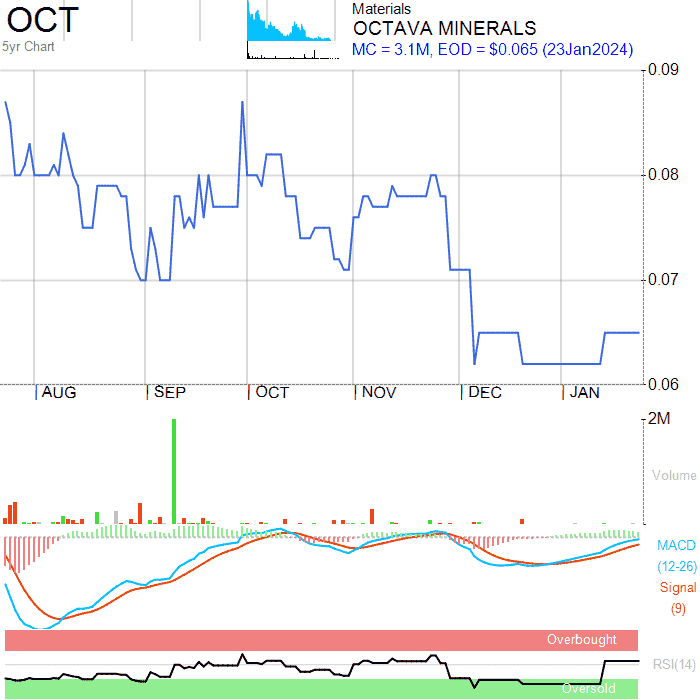 OCT
5yr Chart
Materials
OCTAVA MINERALS
MC = 3.1M, EOD = $0.065 (23Jan2024)
0.09
0.08
0.07
0.06
AUG SEP OCT NOV DEC JAN
2M
Volume
MACD
(12-26)
Signal
(9)
Overbought
RSI(14)
Oversold